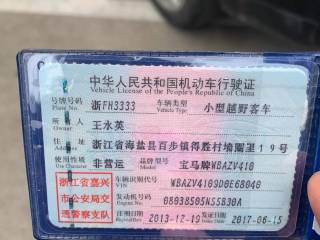 中华人民共和国机动车行驶证
Vehicle License of the People's Republic of China
号牌号码 浙FH3333 车辆类型 小型越野客车
Plate No. Vehicle Type
所有人 王水英
Owner
住址 浙江省海盐县百步镇得胜村墙围里19号
Address
使用性质 非营运 品牌型号 宝马牌WBAZV410
Use Character Model
浙江省嘉兴市公安局交通警察支队
车辆识别代号 WBAZV4109D0E68040
VIN
发动机号码 08038505N55B30A
Engine No.
注册日期 2013-12-19 发证日期 2017-06-15
Register Date Issue Date